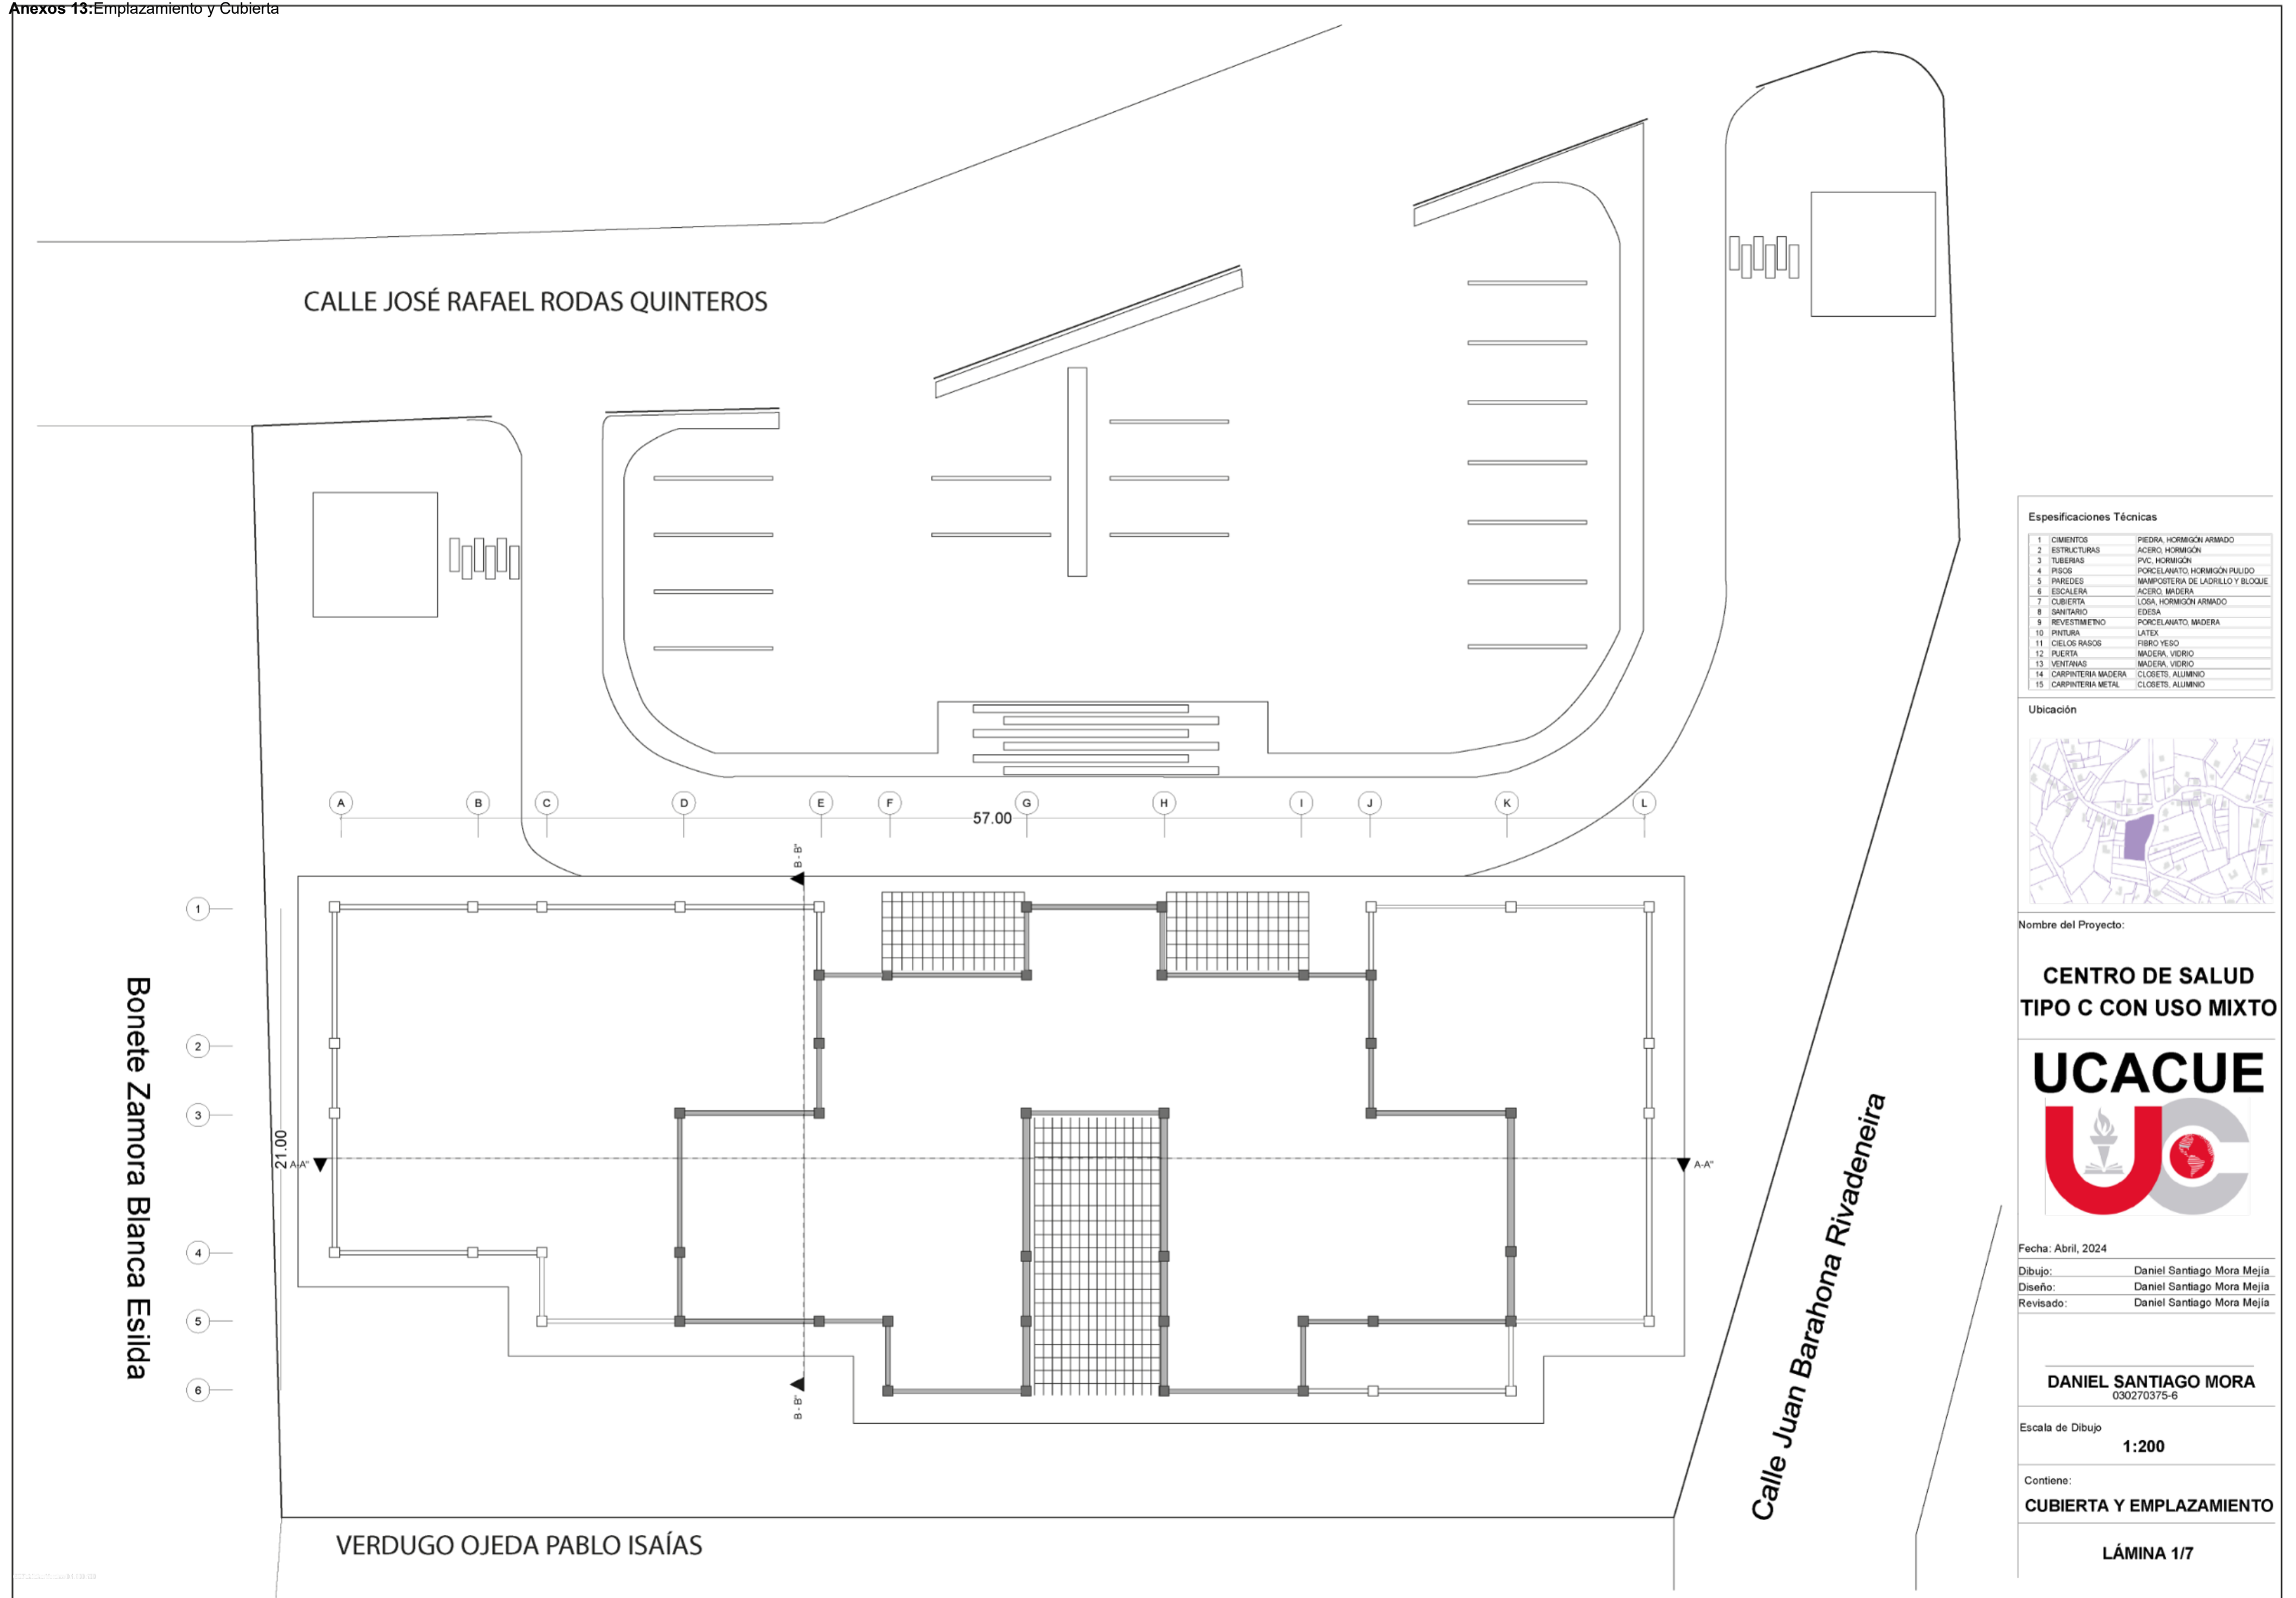 Anexos 13:Emplazamiento y Cubierta
CALLE JOSÉ RAFAEL RODAS QUINTEROS
A
B
C
D
E
F
G
H
I
J
K
L
57.00
B - B"
1
2
3
4
5
6
21.00
A-A"
A-A"
B - B"
Bonete Zamora Blanca Esilda
Calle Juan Barahona Rivadeneira
VERDUGO OJEDA PABLO ISAÍAS
Espesificaciones Técnicas
1 CIMIENTOS PIEDRA, HORMIGÓN ARMADO
2 ESTRUCTURAS ACERO, HORMIGÓN
3 TUBERIAS PVC, HORMIGÓN
4 PISOS PORCELANATO, HORMIGÓN PULIDO
5 PAREDES MAMPOSTERIA DE LADRILLO Y BLOQUE
6 ESCALERA ACERO, MADERA
7 CUBIERTA LOSA, HORMIGÓN ARMADO
8 SANITARIO EDESA
9 REVESTIMIETNO PORCELANATO, MADERA
10 PINTURA LATEX
11 CIELOS RASOS FIBRO YESO
12 PUERTA MADERA, VIDRIO
13 VENTANAS MADERA, VIDRIO
14 CARPINTERIA MADERA CLOSETS, ALUMINIO
15 CARPINTERIA METAL CLOSETS, ALUMINIO
Ubicación
Nombre del Proyecto:
CENTRO DE SALUD
TIPO C CON USO MIXTO
UCACUE
UC
Fecha: Abril, 2024
Dibujo: Daniel Santiago Mora Mejía
Diseño: Daniel Santiago Mora Mejía
Revisado: Daniel Santiago Mora Mejía
DANIEL SANTIAGO MORA
030270375-6
Escala de Dibujo
1:200
Contiene:
CUBIERTA Y EMPLAZAMIENTO
LÁMINA 1/7